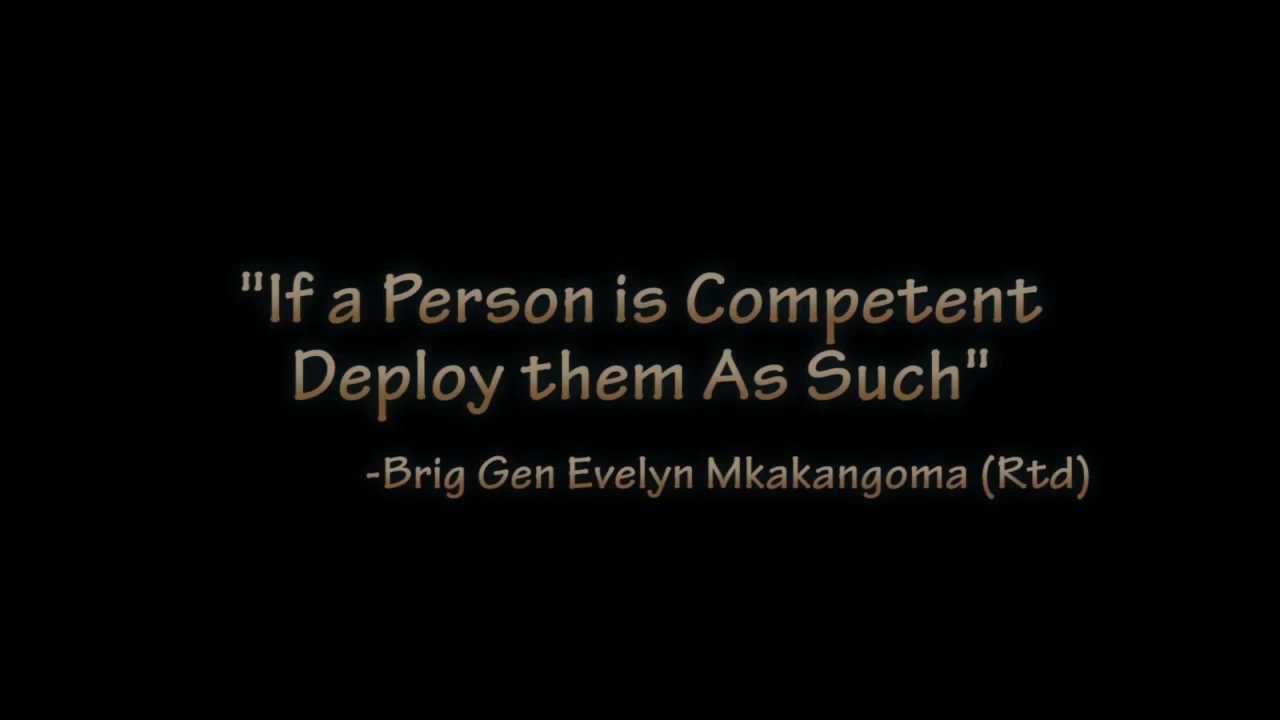 "If a Person is Competent
Deploy them As Such"
-Brig Gen Evelyn Mkakangoma (Rtd)